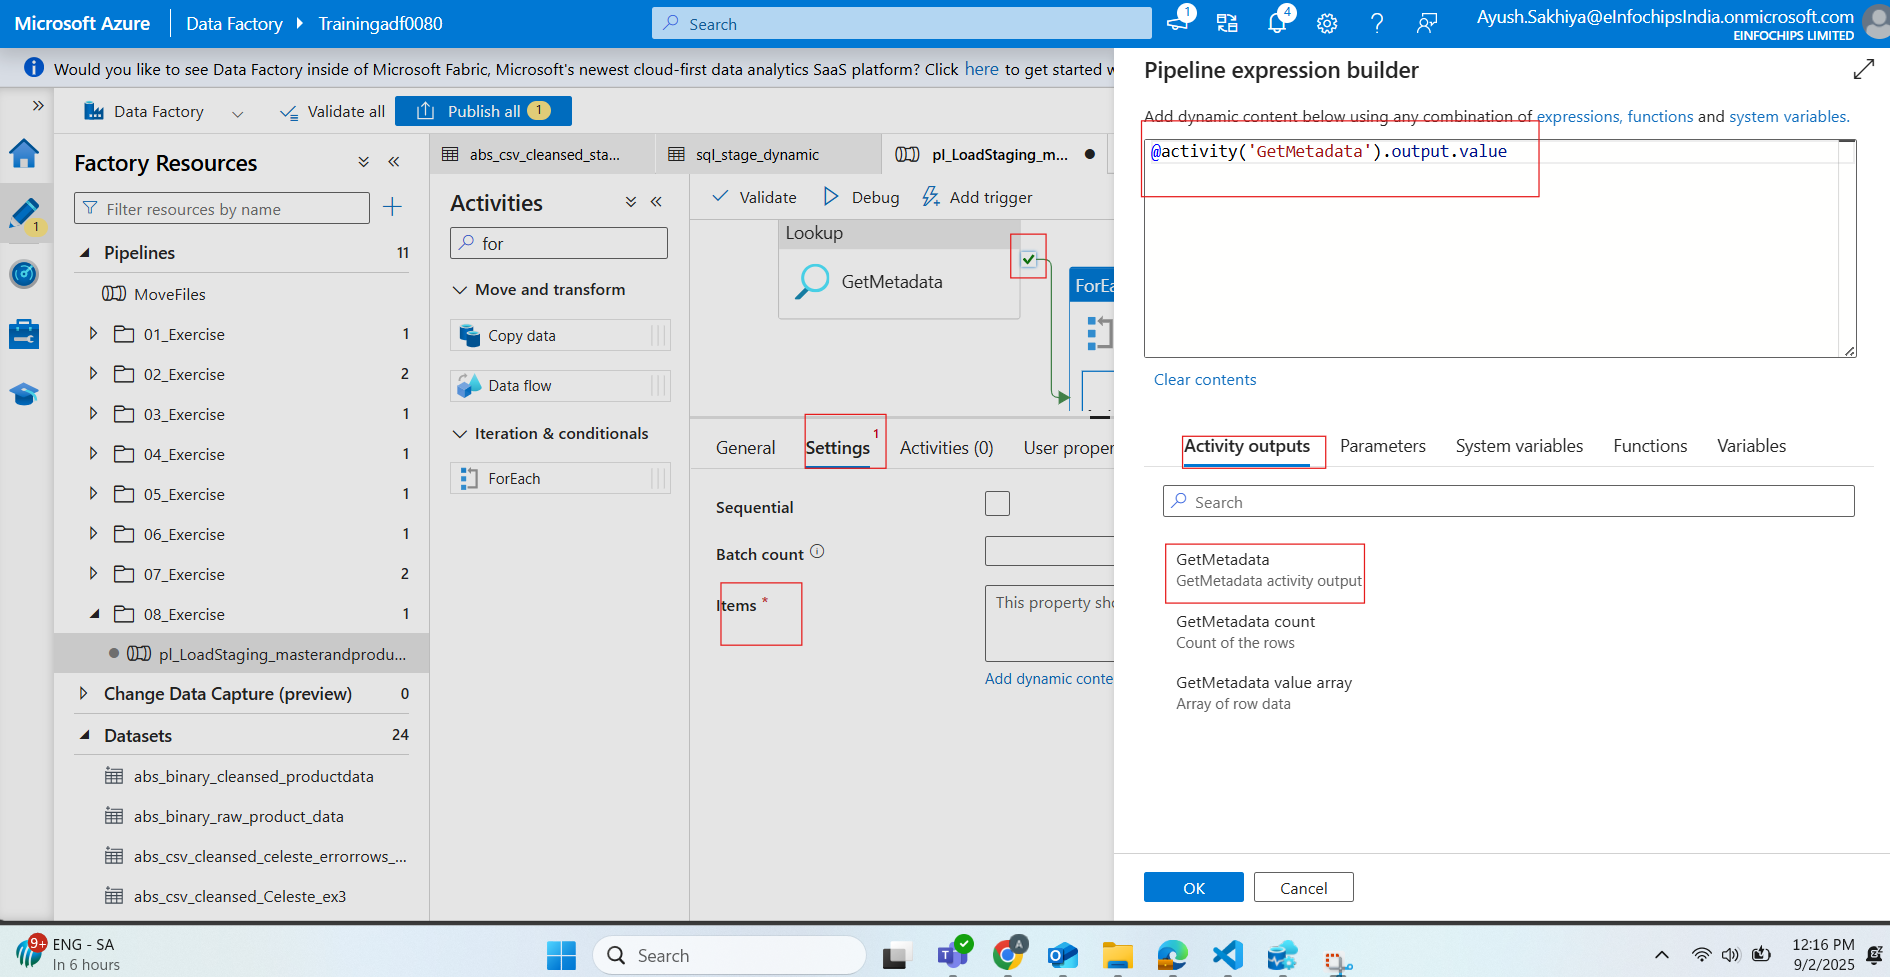 Microsoft Azure
Data Factory
Trainingadf0080
Search
1
4
Ayush.Sakhiya@eInfochipsIndia.onmicrosoft.com
EINFOCHIPS LIMITED
Would you like to see Data Factory inside of Microsoft Fabric, Microsoft's newest cloud-first data analytics SaaS platform? Click here to get started
Data Factory
Validate all
Publish all
1
Factory Resources
Filter resources by name
1
Pipelines
11
MoveFiles
01_Exercise
1
02_Exercise
2
03_Exercise
1
04_Exercise
1
05_Exercise
1
06_Exercise
1
07_Exercise
2
08_Exercise
1
pl_LoadStaging_masterandprodu...
Change Data Capture (preview)
0
Datasets
24
abs_binary_cleansed_productdata
abs_binary_raw_product_data
abs_csv_cleansed_celeste_errorrows_...
abs_csv_cleansed_Celeste_ex3
abs_csv_cleansed_sta...
sql_stage_dynamic
pl_LoadStaging_m...
Activities
for
Move and transform
Copy data
Data flow
Iteration & conditionals
ForEach
Validate
Debug
Add trigger
Lookup
GetMetadata
ForEa
General
Settings
1
Activities (0)
User proper
Sequential
Batch count
Items *
This property sho
Add dynamic conte
Pipeline expression builder
Add dynamic content below using any combination of expressions, functions and system variables.
@activity('GetMetadata').output.value
Clear contents
Activity outputs
Parameters
System variables
Functions
Variables
Search
GetMetadata
GetMetadata activity output
GetMetadata count
Count of the rows
GetMetadata value array
Array of row data
OK
Cancel
9+
ENG - SA
In 6 hours
Search
A
12:16 PM
9/2/2025